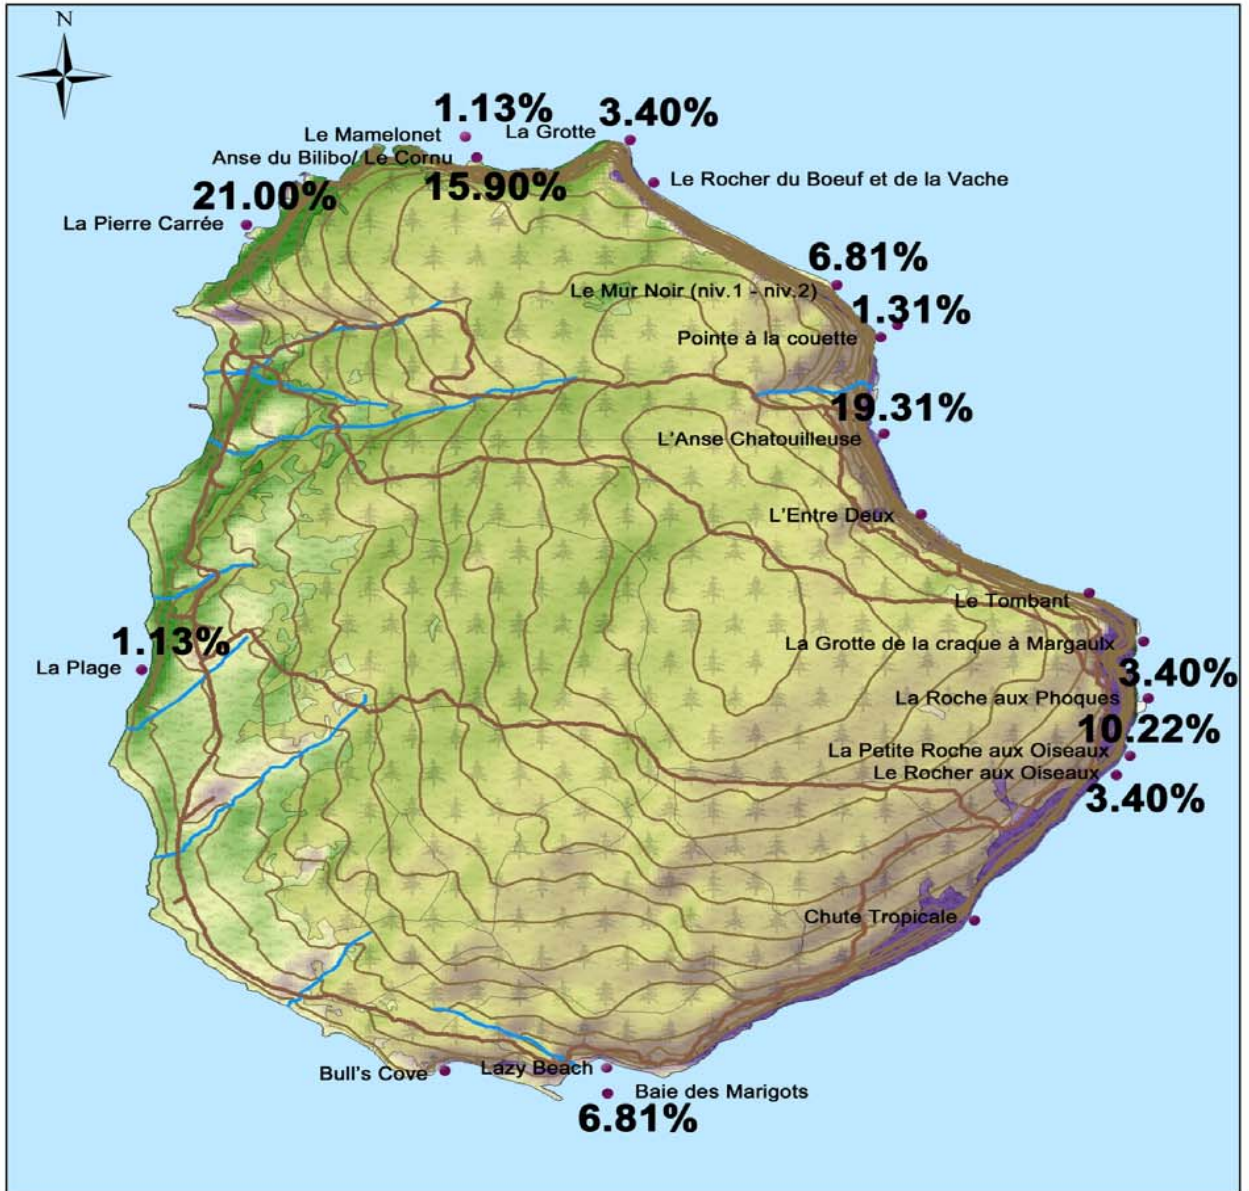 N
1.13%
3.40%
Le Mamelonet
La Grotte
Anse du Bilibo/ Le Cornu
21.00%
15.90%
Le Rocher du Boeuf et de la Vache
La Pierre Carrée
6.81%
Le Mur Noir (niv.1 - niv.2)
1.31%
Pointe à la couette
19.31%
L'Anse Chatouilleuse
L'Entre Deux
Le Tombant
1.13%
La Grotte de la craque à Margaulx
La Plage
3.40%
La Roche aux Phoques
10.22%
La Petite Roche aux Oiseaux
Le Rocher aux Oiseaux
3.40%
Chute Tropicale
Bull's Cove
Lazy Beach
Baie des Marigots
6.81%